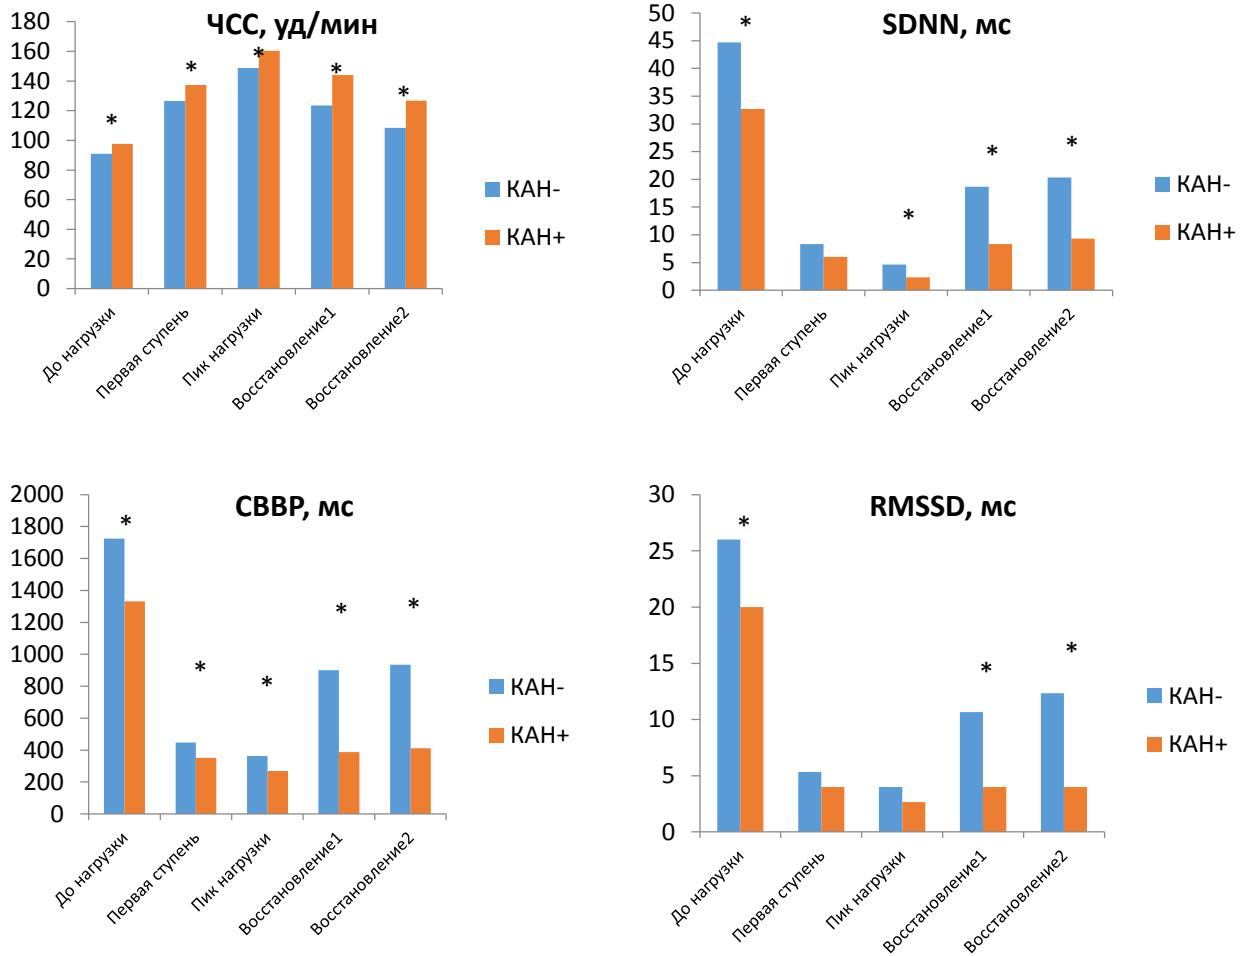 ЧСС, уд/мин
180
160
140
120
100
80
60
40
20
0
*
*
*
*
*
До нагрузки
Первая ступень
Пик нагрузки
Восстановление1
Восстановление2
КАН-
КАН+
SDNN, мс
50
45
40
35
30
25
20
15
10
5
0
*
*
*
*
До нагрузки
Первая ступень
Пик нагрузки
Восстановление1
Восстановление2
КАН-
КАН+
СВВР, мс
2000
1800
1600
1400
1200
1000
800
600
400
200
0
*
*
*
*
*
До нагрузки
Первая ступень
Пик нагрузки
Восстановление1
Восстановление2
КАН-
КАН+
RMSSD, мс
30
25
20
15
10
5
0
*
*
*
До нагрузки
Первая ступень
Пик нагрузки
Восстановление1
Восстановление2
КАН-
КАН+